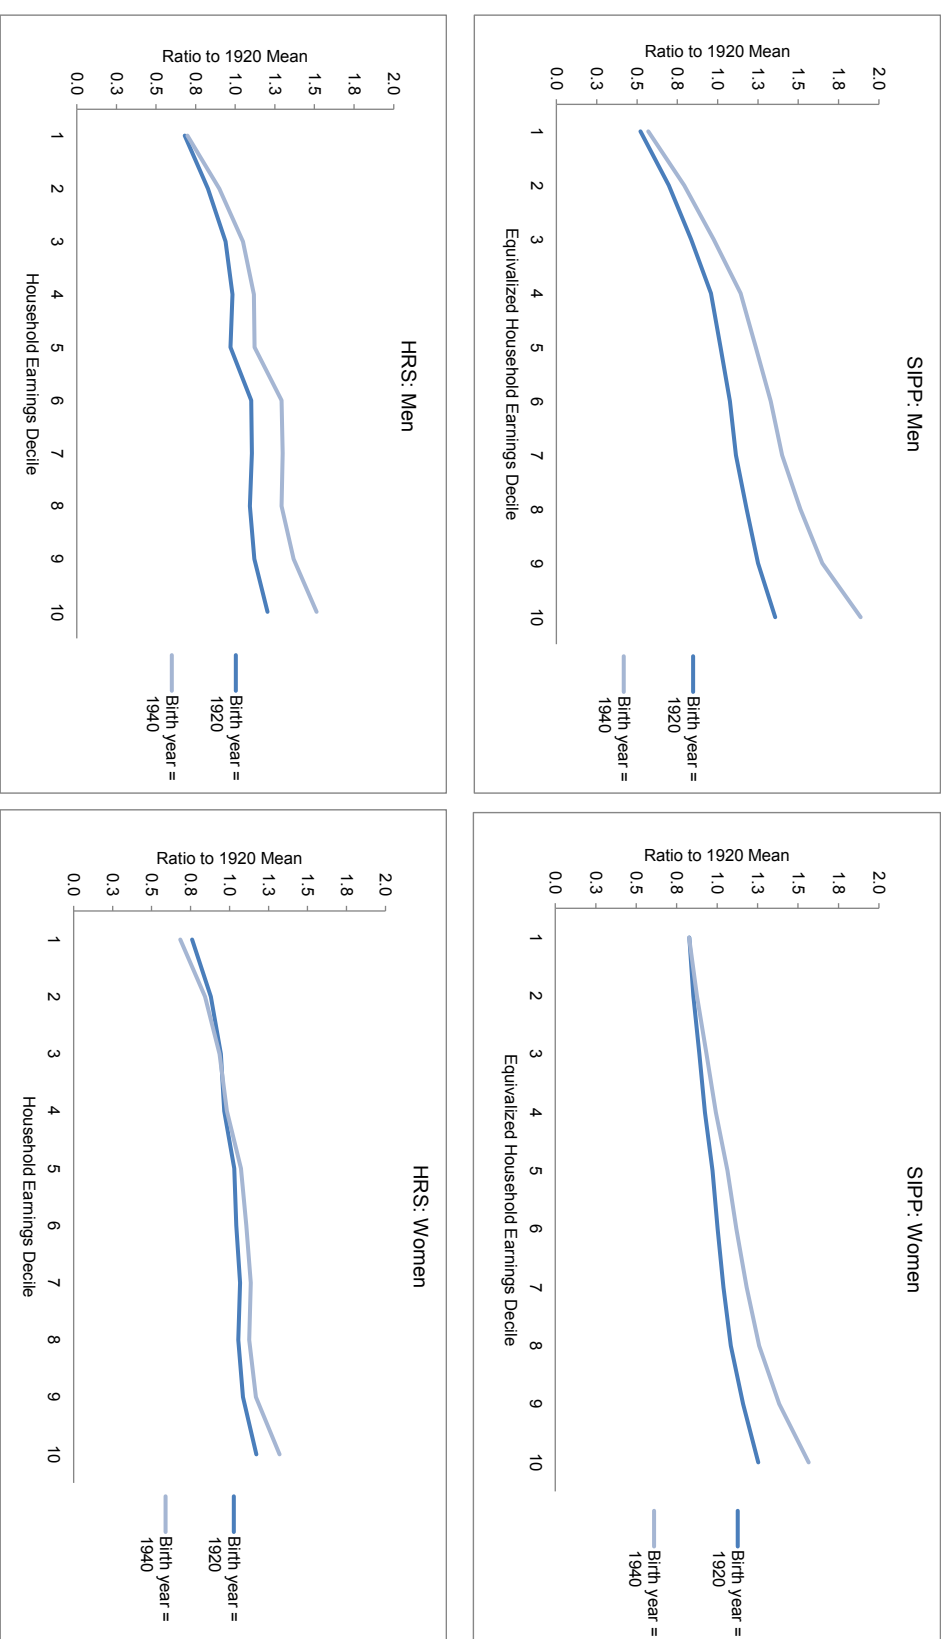 SIPP: Men
Ratio to 1920 Mean
2.0
1.8
1.5
1.3
1.0
0.8
0.5
0.3
0.0
1 2 3 4 5 6 7 8 9 10
Equivalized Household Earnings Decile
Birth year =
1920
Birth year =
1940
SIPP: Women
Ratio to 1920 Mean
2.0
1.8
1.5
1.3
1.0
0.8
0.5
0.3
0.0
1 2 3 4 5 6 7 8 9 10
Equivalized Household Earnings Decile
Birth year =
1920
Birth year =
1940
HRS: Men
Ratio to 1920 Mean
2.0
1.8
1.5
1.3
1.0
0.8
0.5
0.3
0.0
1 2 3 4 5 6 7 8 9 10
Household Earnings Decile
Birth year =
1920
Birth year =
1940
HRS: Women
Ratio to 1920 Mean
2.0
1.8
1.5
1.3
1.0
0.8
0.5
0.3
0.0
1 2 3 4 5 6 7 8 9 10
Household Earnings Decile
Birth year =
1920
Birth year =
1940